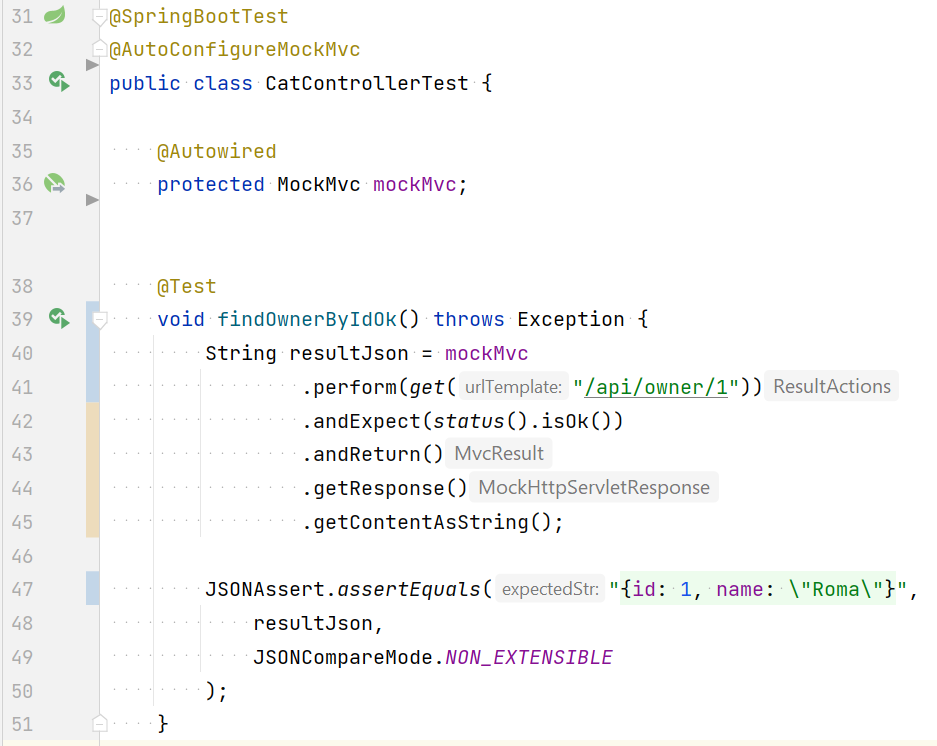 31 @SpringBootTest
32 @AutoConfigureMockMvc
33 public class CatControllerTest {
34
35 @Autowired
36 protected MockMvc mockMvc;
37
38 @Test
39 void findOwnerByIdOk() throws Exception {
40 String resultJson = mockMvc
41 .perform(get( urlTemplate: "/api/owner/1")) ResultActions
42 .andExpect(status().isOk())
43 .andReturn() MvcResult
44 .getResponse() MockHttpServletResponse
45 .getContentAsString();
46
47 JSONAssert.assertEquals( expectedStr: "{id: 1, name: \"Roma\"}",
48 resultJson,
49 JSONCompareMode.NON_EXTENSIBLE
50 );
51 }